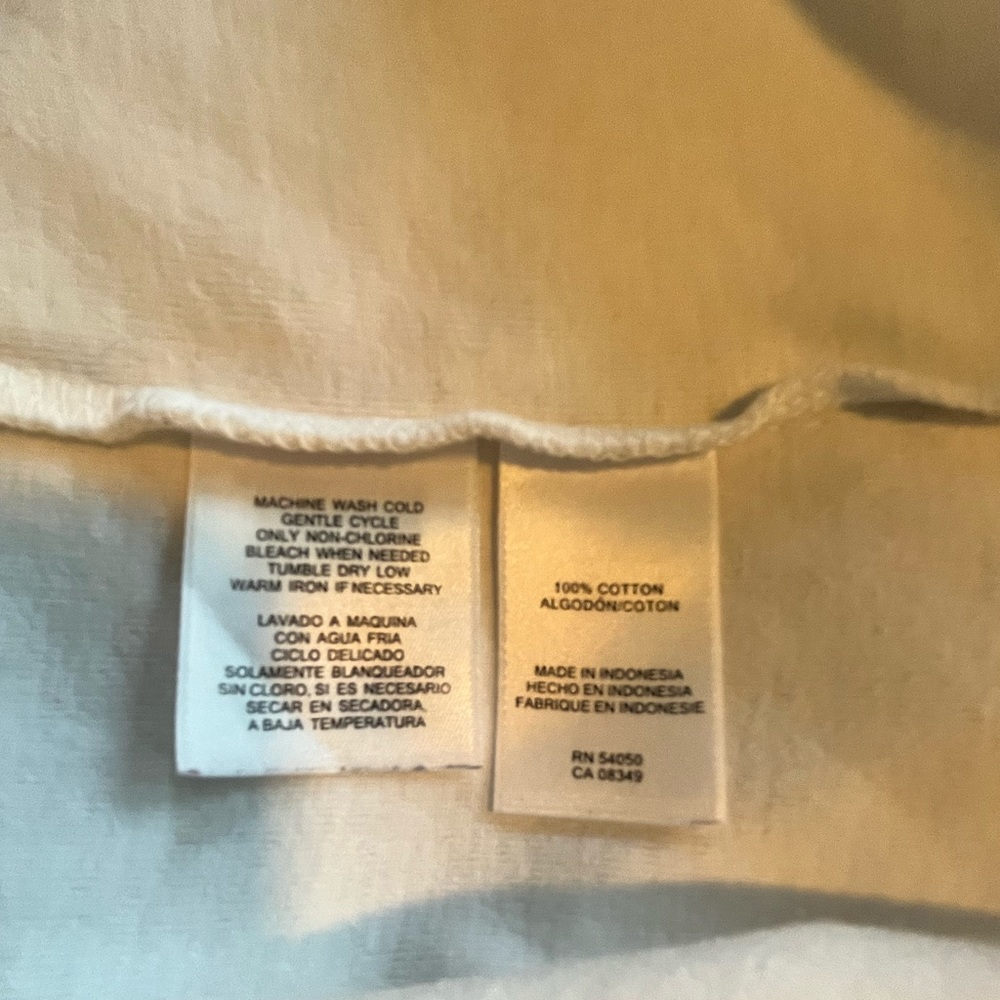 MACHINE WASH COLD
GENTLE CYCLE
ONLY NON-CHLORINE
BLEACH WHEN NEEDED
TUMBLE DRY LOW
WARM IRON IF NECESSARY
LAVADO A MAQUINA
CON AGUA FRIA
CICLO DELICADO
SOLAMENTE BLANQUEADOR
SIN CLORO, SI ES NECESARIO
SECAR EN SECADORA,
A BAJA TEMPERATURA
100% COTTON
ALGODÓN/COTON
MADE IN INDONESIA
HECHO EN INDONESIA
FABRIQUE EN INDONESIE
RN 54050
CA 08349